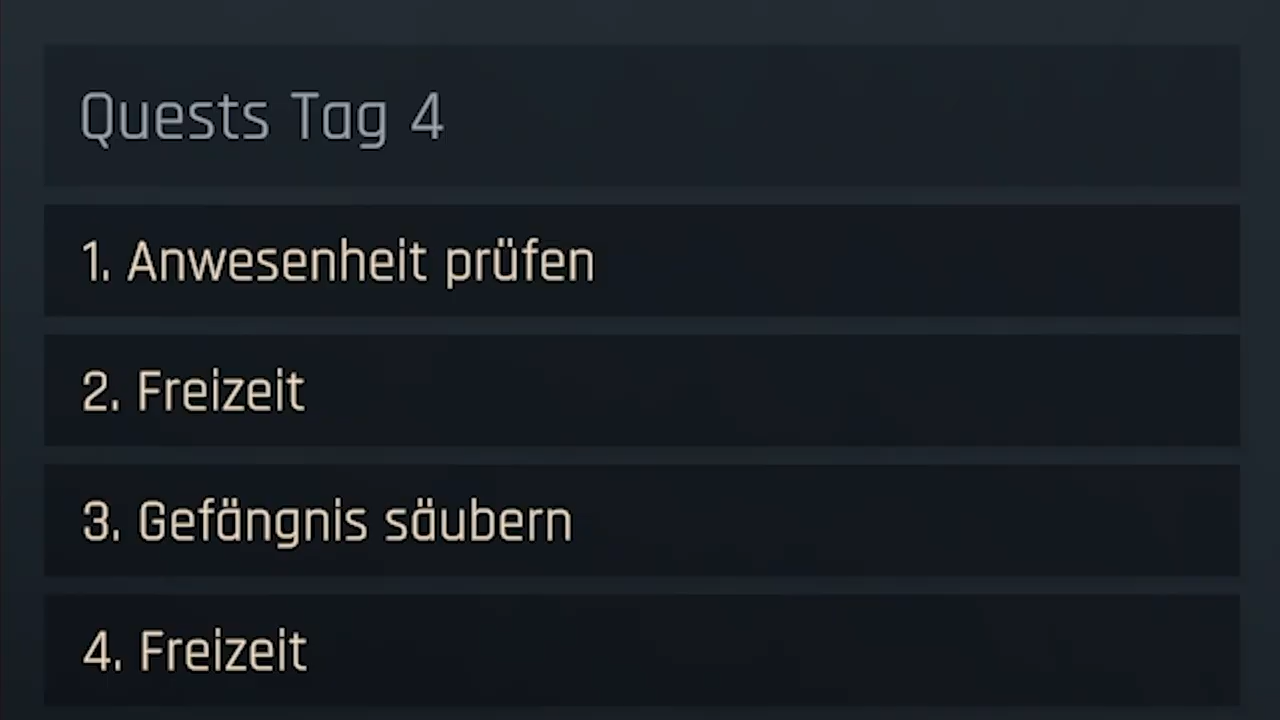 Quests Tag 4
1. Anwesenheit prüfen
2. Freizeit
3. Gefängnis säubern
4. Freizeit